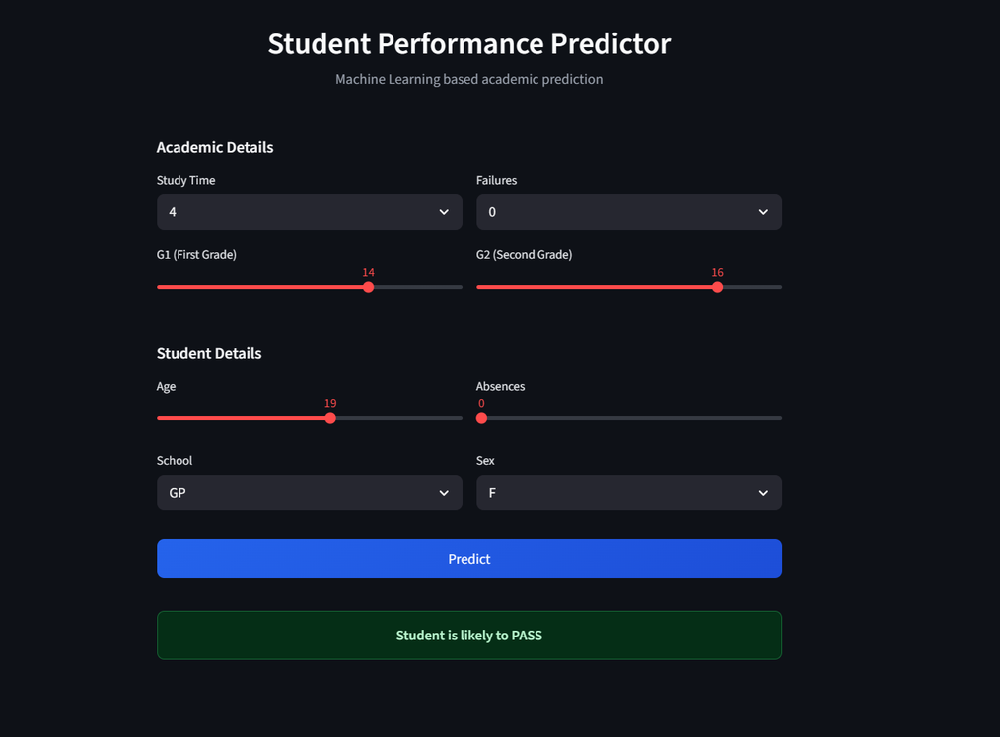 Student Performance Predictor
Machine Learning based academic prediction
Academic Details
Study Time
Failures
4
0
G1 (First Grade)
G2 (Second Grade)
14
16
Student Details
Age
Absences
19
0
School
Sex
GP
F
Predict
Student is likely to PASS